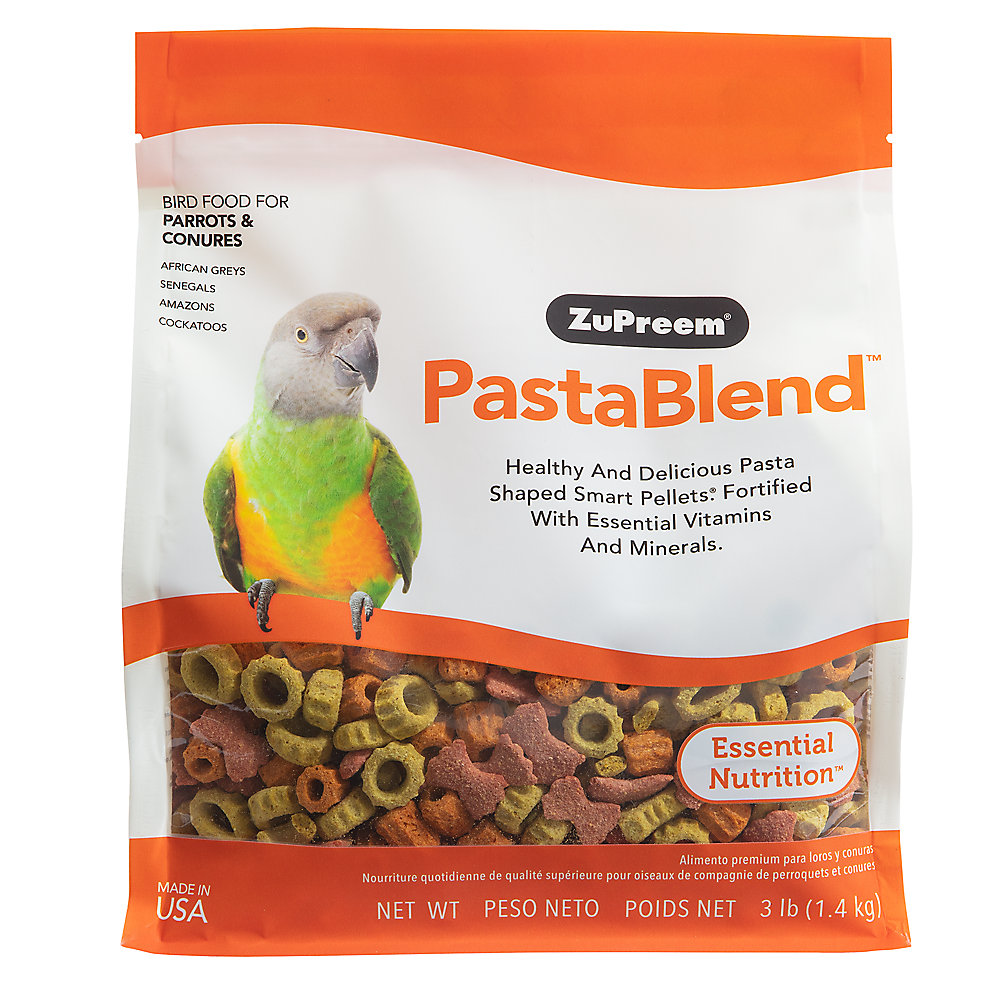 BIRD FOOD FOR
PARROTS &
CONURES
AFRICAN GREYS
SENEGALS
AMAZONS
COCKATOOS
ZuPreem®
PastaBlend™
Healthy And Delicious Pasta
Shaped Smart Pellets®. Fortified
With Essential Vitamins
And Minerals.
Essential
Nutrition™
Alimento premium para loros y conuras
Nourriture quotidienne de qualité supérieure pour oiseaux de compagnie de perroquets et conures
MADE IN
USA
NET WT PESO NETO POIDS NET 3 lb (1.4 kg)